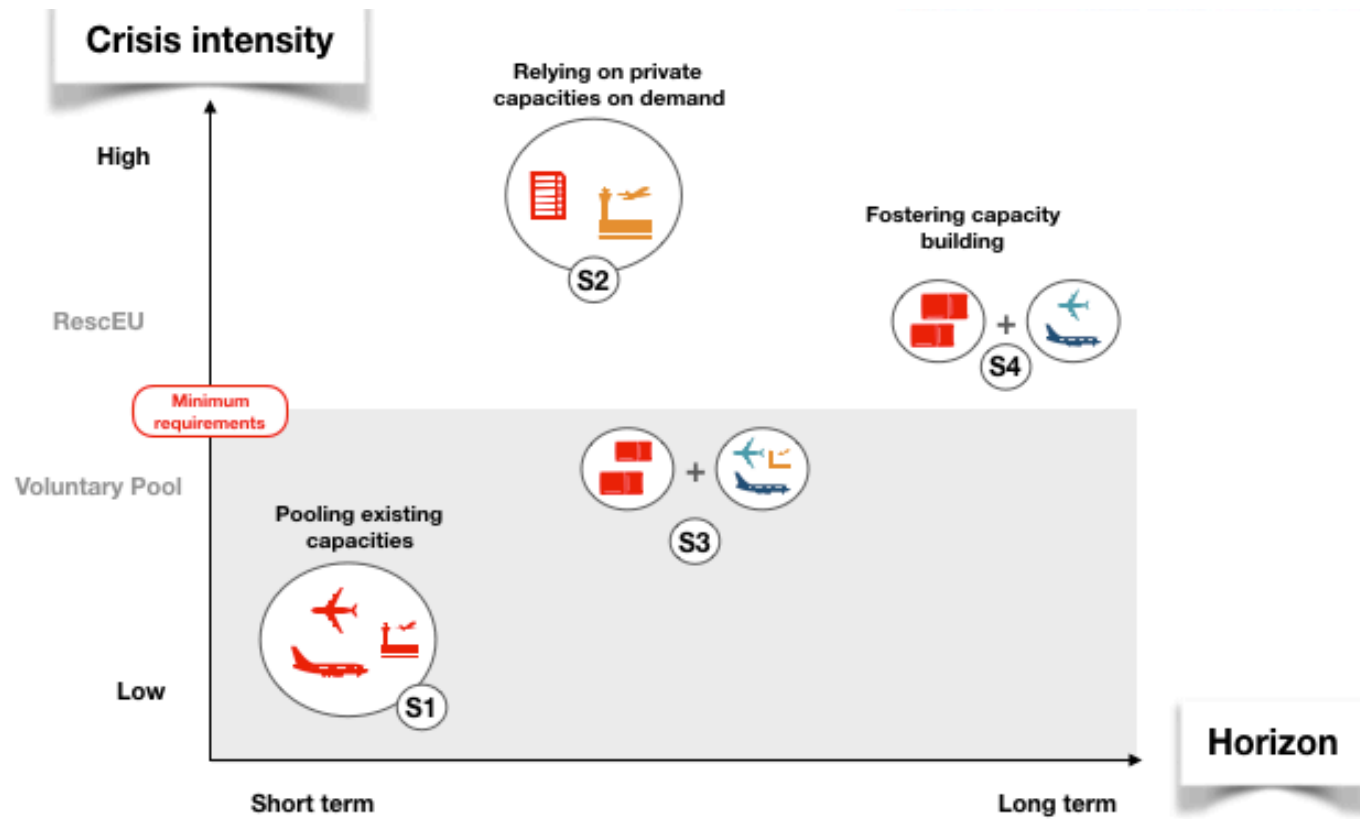 Crisis intensity
Relying on private
capacities on demand
High
Fostering capacity
building
S2
RescEU
+
S4
Minimum
requirements
Voluntary Pool
+
Pooling existing
capacities
S3
Low
S1
Horizon
Short term
Long term